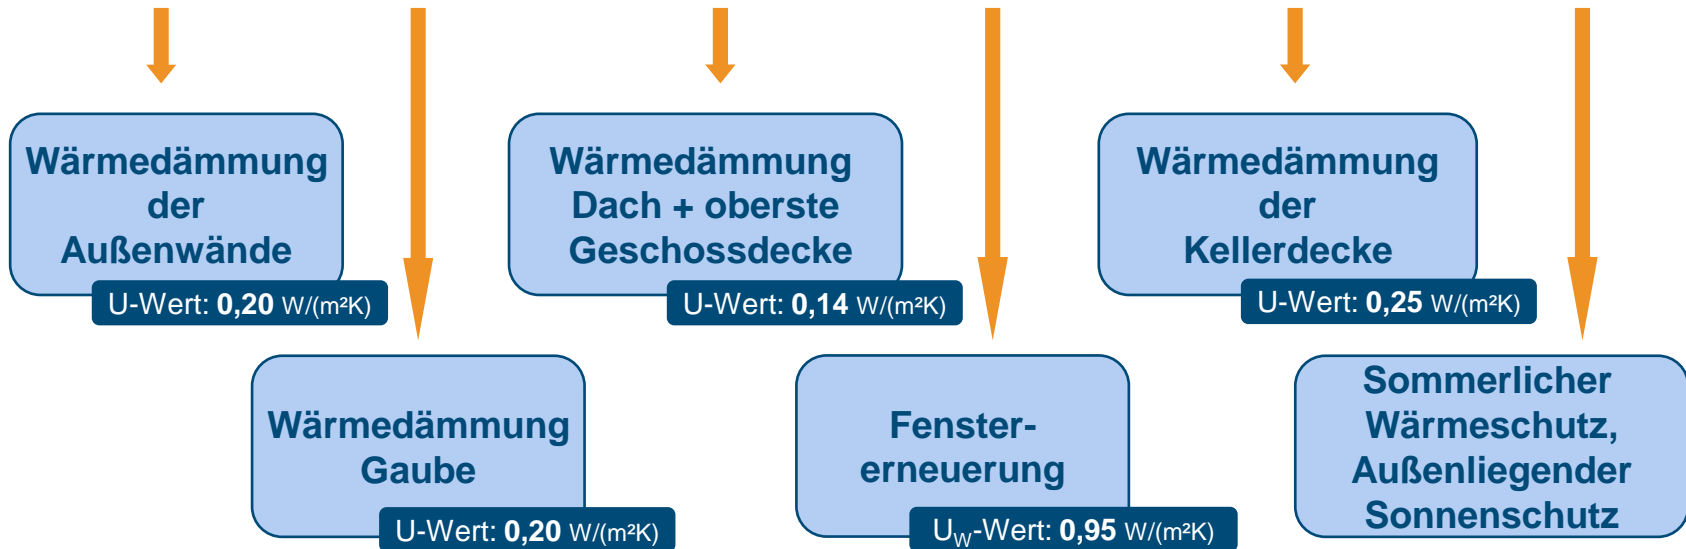 Wärmedämmung
der
Außenwände
U-Wert: 0,20 W/(m²K)
Wärmedämmung
Dach + oberste
Geschossdecke
U-Wert: 0,14 W/(m²K)
Wärmedämmung
der
Kellerdecke
U-Wert: 0,25 W/(m²K)
Wärmedämmung
Gaube
U-Wert: 0,20 W/(m²K)
Fenster-
erneuerung
U_W-Wert: 0,95 W/(m²K)
Sommerlicher
Wärmeschutz,
Außenliegender
Sonnenschutz